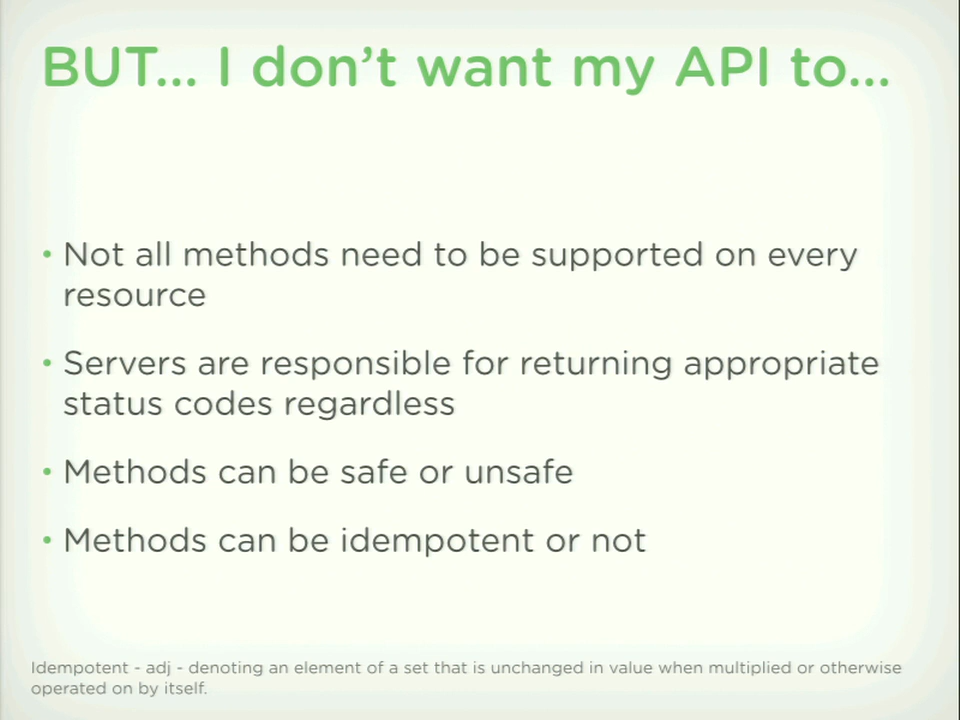 BUT... I don't want my API to...
• Not all methods need to be supported on every
resource
• Servers are responsible for returning appropriate
status codes regardless
• Methods can be safe or unsafe
• Methods can be idempotent or not
Idempotent - adj - denoting an element of a set that is unchanged in value when multiplied or otherwise
operated on by itself.